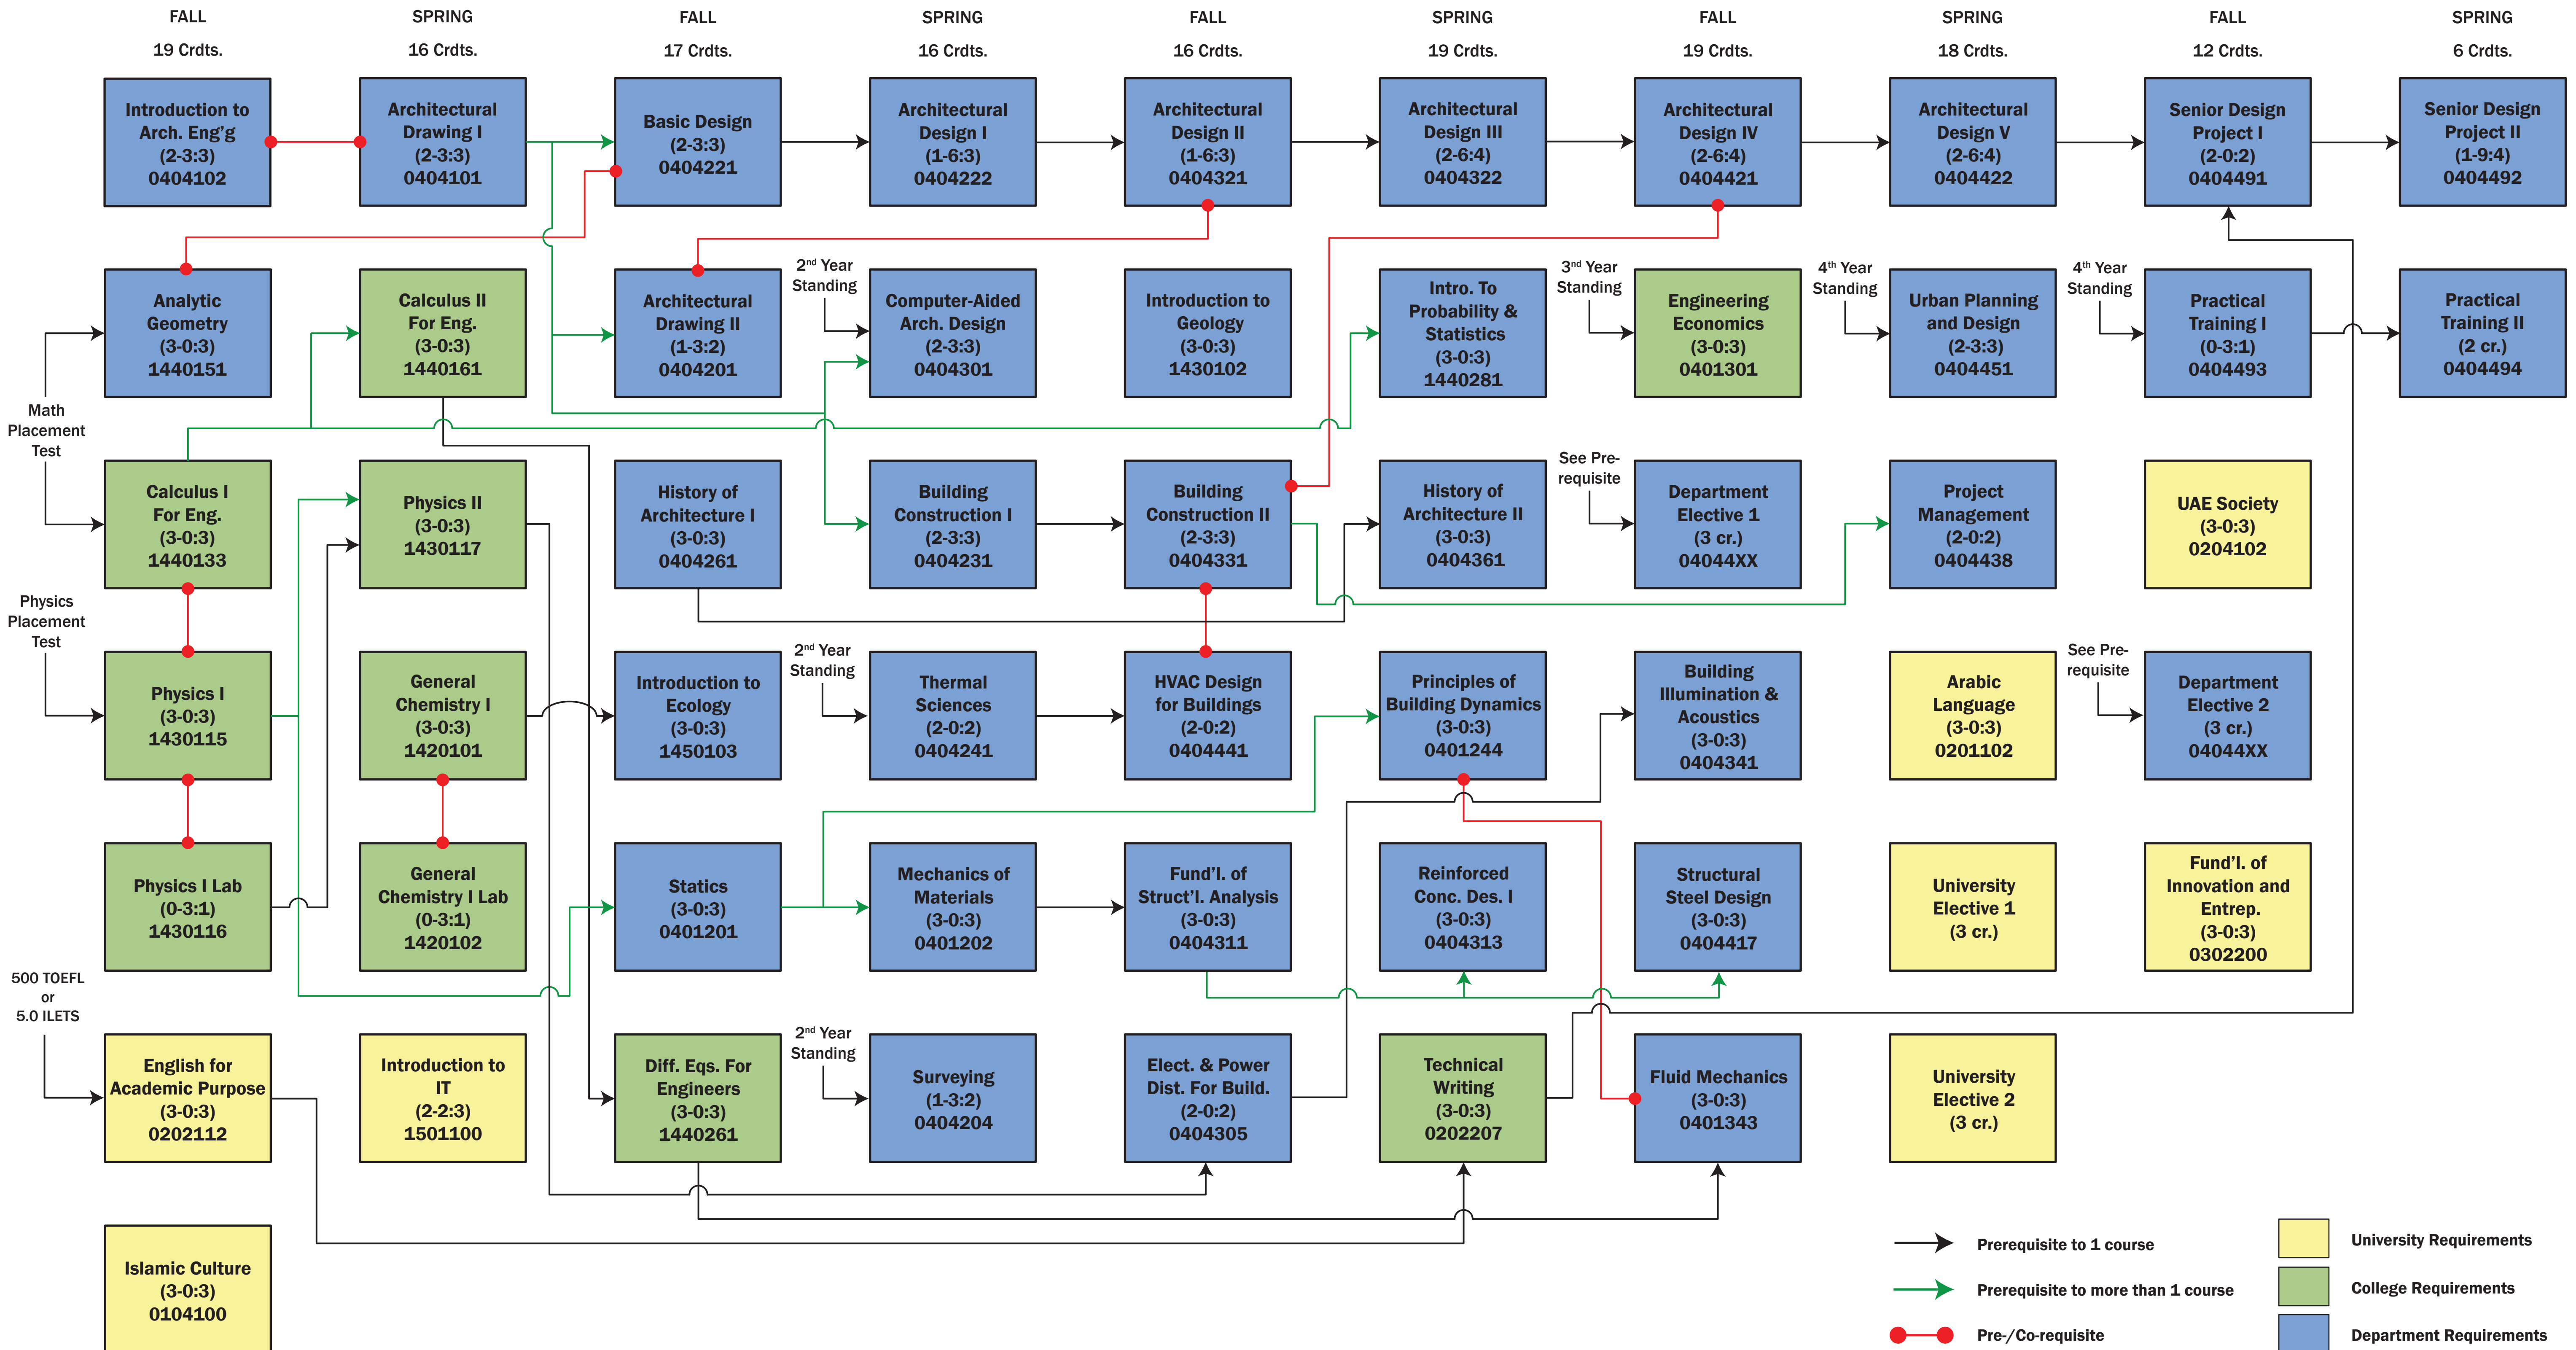 FALL
SPRING
FALL
SPRING
FALL
SPRING
FALL
SPRING
FALL
SPRING
19 Crdts.
16 Crdts.
17 Crdts.
16 Crdts.
16 Crdts.
19 Crdts.
19 Crdts.
18 Crdts.
12 Crdts.
6 Crdts.
Introduction to
Arch. Eng’g
(2-3:3)
0404102
Architectural
Drawing I
(2-3:3)
0404101
Basic Design
(2-3:3)
0404221
Architectural
Design I
(1-6:3)
0404222
Architectural
Design II
(1-6:3)
0404321
Architectural
Design III
(2-6:4)
0404322
Architectural
Design IV
(2-6:4)
0404421
Architectural
Design V
(2-6:4)
0404422
Senior Design
Project I
(2-0:2)
0404491
Senior Design
Project II
(1-9:4)
0404492
Analytic
Geometry
(3-0:3)
1440151
Calculus II
For Eng.
(3-0:3)
1440161
Architectural
Drawing II
(1-3:2)
0404201
2nd Year
Standing
Computer-Aided
Arch. Design
(2-3:3)
0404301
Introduction to
Geology
(3-0:3)
1430102
Intro. To
Probability &
Statistics
(3-0:3)
1440281
3nd Year
Standing
Engineering
Economics
(3-0:3)
0401301
4th Year
Standing
Urban Planning
and Design
(2-3:3)
0404451
4th Year
Standing
Practical
Training I
(0-3:1)
0404493
Practical
Training II
(2 cr.)
0404494
Math
Placement
Test
Calculus I
For Eng.
(3-0:3)
1440133
Physics II
(3-0:3)
1430117
History of
Architecture I
(3-0:3)
0404261
Building
Construction I
(2-3:3)
0404231
Building
Construction II
(2-3:3)
0404331
History of
Architecture II
(3-0:3)
0404361
See Pre-
requisite
Department
Elective 1
(3 cr.)
04044XX
Project
Management
(2-0:2)
0404438
UAE Society
(3-0:3)
0204102
Physics
Placement
Test
Physics I
(3-0:3)
1430115
General
Chemistry I
(3-0:3)
1420101
Introduction to
Ecology
(3-0:3)
1450103
2nd Year
Standing
Thermal
Sciences
(2-0:2)
0404241
HVAC Design
for Buildings
(2-0:2)
0404441
Principles of
Building Dynamics
(3-0:3)
0401244
Building
Illumination &
Acoustics
(3-0:3)
0404341
Arabic
Language
(3-0:3)
0201102
See Pre-
requisite
Department
Elective 2
(3 cr.)
04044XX
Physics I Lab
(0-3:1)
1430116
General
Chemistry I Lab
(0-3:1)
1420102
Statics
(3-0:3)
0401201
Mechanics of
Materials
(3-0:3)
0401202
Fund’l. of
Struct’l. Analysis
(3-0:3)
0404311
Reinforced
Conc. Des. I
(3-0:3)
0404313
Structural
Steel Design
(3-0:3)
0404417
University
Elective 1
(3 cr.)
Fund’l. of
Innovation and
Entrep.
(3-0:3)
0302200
500 TOEFL
or
5.0 ILETS
English for
Academic Purpose
(3-0:3)
0202112
Introduction to
IT
(2-2:3)
1501100
Diff. Eqs. For
Engineers
(3-0:3)
1440261
2nd Year
Standing
Surveying
(1-3:2)
0404204
Elect. & Power
Dist. For Build.
(2-0:2)
0404305
Technical
Writing
(3-0:3)
0202207
Fluid Mechanics
(3-0:3)
0401343
University
Elective 2
(3 cr.)
Islamic Culture
(3-0:3)
0104100
Prerequisite to 1 course
Prerequisite to more than 1 course
Pre-/Co-requisite
University Requirements
College Requirements
Department Requirements